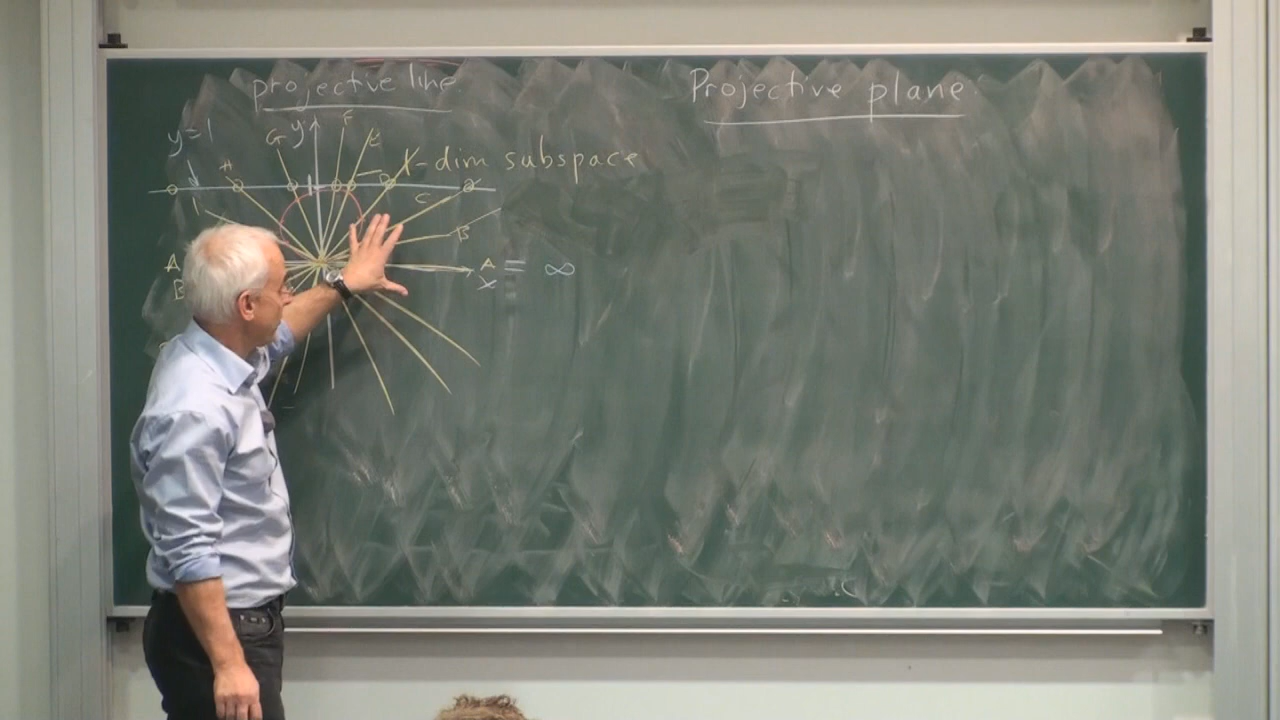 projective line
Projective plane
y=1
G y F E
H
1-dim subspace
D
C
B
A = ∞
x
A
B